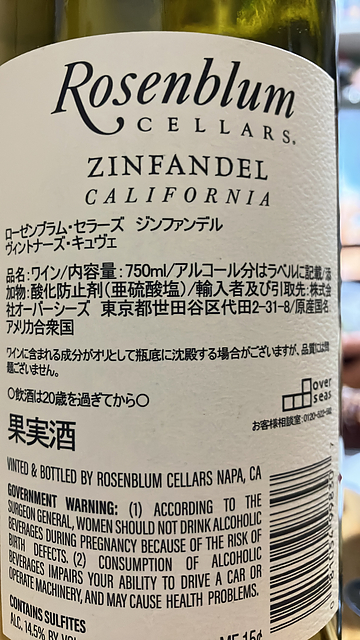 Rosenblum
CELLARS®
ZINFANDEL
CALIFORNIA
ローゼンブラム・セラーズ ジンファンデル
ヴィントナーズ・キュヴェ
品名:ワイン/内容量:750ml/アルコール分はラベルに記載/添
加物:酸化防止剤(亜硫酸塩)/輸入者及び引取先:株式会
社オーバーシーズ 東京都世田谷区代田2-31-8/原産国名
アメリカ合衆国
ワインに含まれる成分がオリとして瓶底に沈殿する場合がございますが、品質には問
題ございません。
○飲酒は20歳を過ぎてから○
over
seas
お客様相談室:0120-522-582
果実酒
VINTED & BOTTLED BY ROSENBLUM CELLARS NAPA, CA
GOVERNMENT WARNING: (1) ACCORDING TO THE
SURGEON GENERAL, WOMEN SHOULD NOT DRINK ALCOHOLIC
BEVERAGES DURING PREGNANCY BECAUSE OF THE RISK OF
BIRTH DEFECTS. (2) CONSUMPTION OF ALCOHOLIC
BEVERAGES IMPAIRS YOUR ABILITY TO DRIVE A CAR OR
OPERATE MACHINERY, AND MAY CAUSE HEALTH PROBLEMS.
CONTAINS SULFITES
ALC. 14.5% BY VOL
ME 15¢